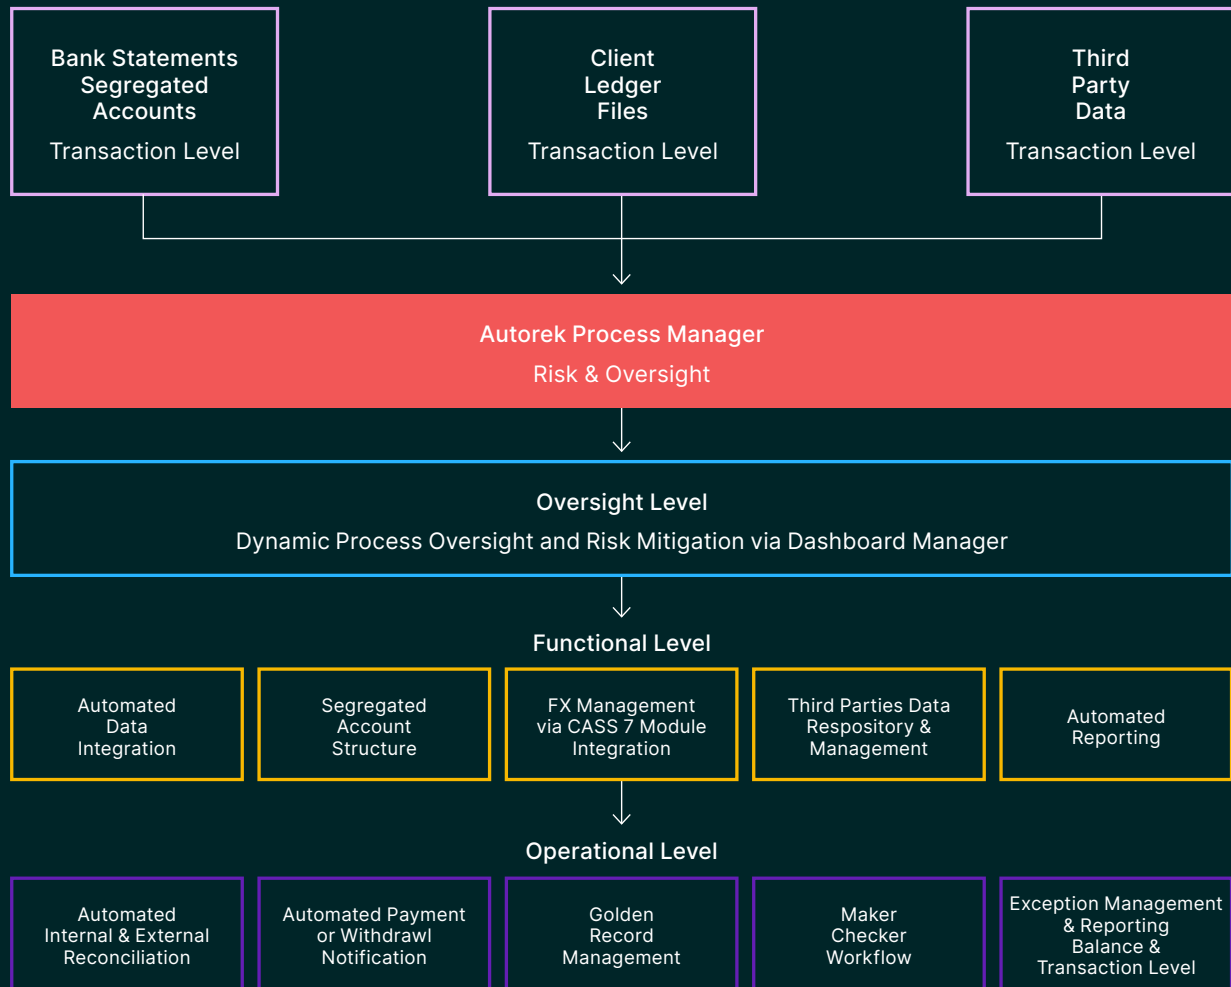 Bank Statements
Segregated
Accounts
Transaction Level
Client
Ledger
Files
Transaction Level
Third
Party
Data
Transaction Level
Autorek Process Manager
Risk & Oversight
Oversight Level
Dynamic Process Oversight and Risk Mitigation via Dashboard Manager
Functional Level
Automated
Data
Integration
Segregated
Account
Structure
FX Management
via CASS 7 Module
Integration
Third Parties Data
Respository &
Management
Automated
Reporting
Operational Level
Automated
Internal & External
Reconciliation
Automated Payment
or Withdrawl
Notification
Golden
Record
Management
Maker
Checker
Workflow
Exception Management
& Reporting
Balance &
Transaction Level